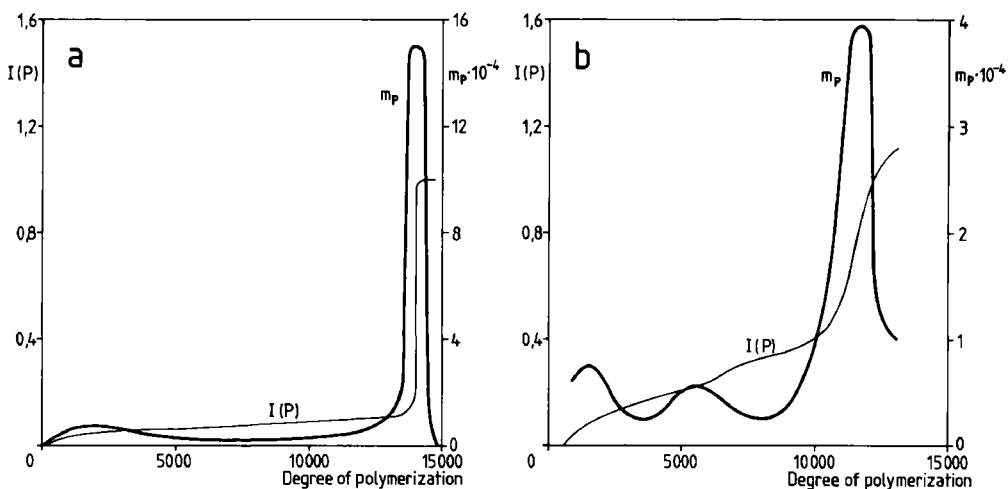 1,6
16
1,6
4
a
b
I(P)
mₚ·10⁻⁴
I(P)
mₚ·10⁻⁴
mₚ
mₚ
1,2
12
1,2
3
0,8
8
0,8
2
0,4
4
0,4
1
I(P)
I(P)
0
0
0 5000 10000 15000
0 5000 10000 15000
Degree of polymerization
Degree of polymerization